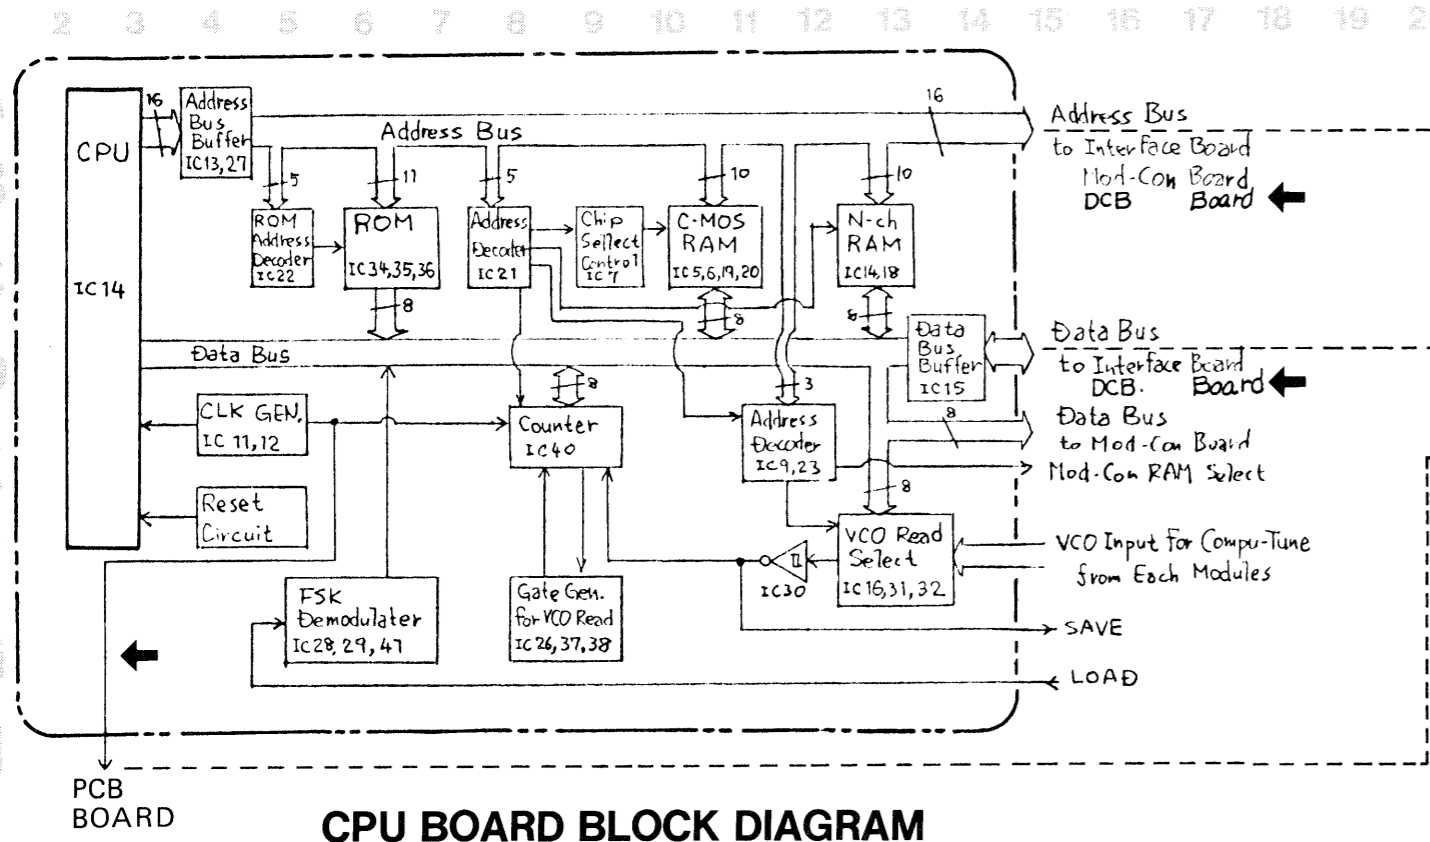 2 3 4 5 6 7 8 9 10 11 12 13 14 15 16 17 18 19 20
CPU
IC14
16
Address
Bus
Buffer
IC13,27
Address Bus
16
Address Bus
to Interface Board
Mod-Con Board
DCB Board
5
11
5
10
10
ROM
Address
Decoder
IC22
ROM
IC34,35,36
Address
Decoder
IC21
Chip
Sellect
Control
IC7
C-MOS
RAM
IC5,6,19,20
N-ch
RAM
IC14,18
8
8
8
Data Bus
Data
Bus
Buffer
IC15
Data Bus
to Interface Board
DCB. Board
8
3
CLK GEN.
IC 11,12
Counter
IC40
Address
Decoder
IC9,23
8
Data Bus
to Mod-Con Board
Mod-Con RAM Select
8
Reset
Circuit
VCO Read
Select
IC16,31,32
VCO Input for Compu-Tune
from Each Modules
IC30
FSK
Demodulater
IC28,29,47
Gate Gen.
for VCO Read
IC26,37,38
SAVE
LOAD
PCB
BOARD
CPU BOARD BLOCK DIAGRAM